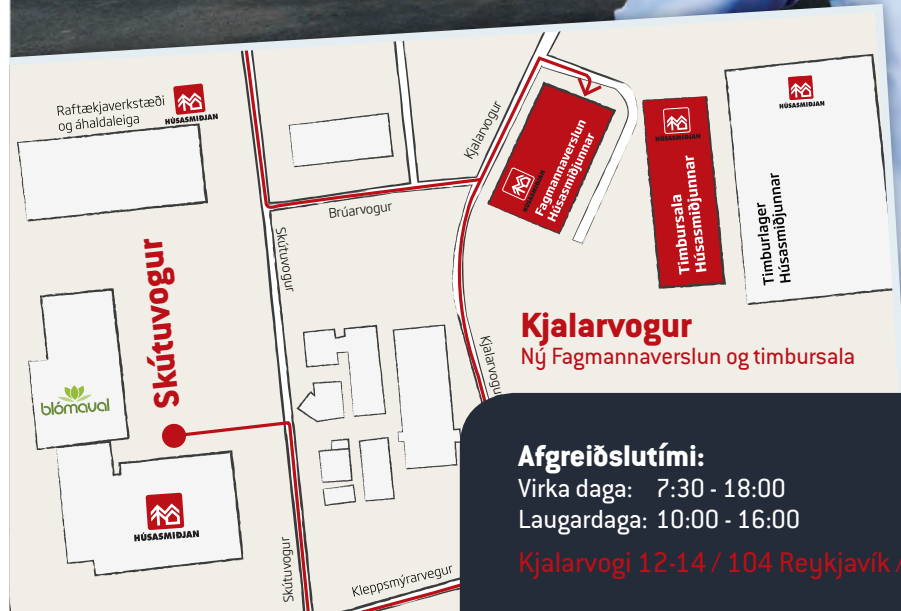 Raftækjaverkstæði
og áhaldaleiga
HÚSASMIÐJAN
Skútuvogur
Brúarvogur
Kjalarvogur
HÚSASMIÐJAN
Fagmannaverslun
Húsasmiðjunnar
HÚSASMIÐJAN
Timbursala
Húsasmiðjunnar
HÚSASMIÐJAN
Timburlager
Húsasmiðjunnar
Skútuvogur
blómaval
HÚSASMIÐJAN
Skútuvogur
Kleppsmýrarvegur
Kjalarvogur
Kjalarvogur
Ný Fagmannaverslun og timbursala
Afgreiðslutími:
Virka daga: 7:30 - 18:00
Laugardaga: 10:00 - 16:00
Kjalarvogi 12-14 / 104 Reykjavík /